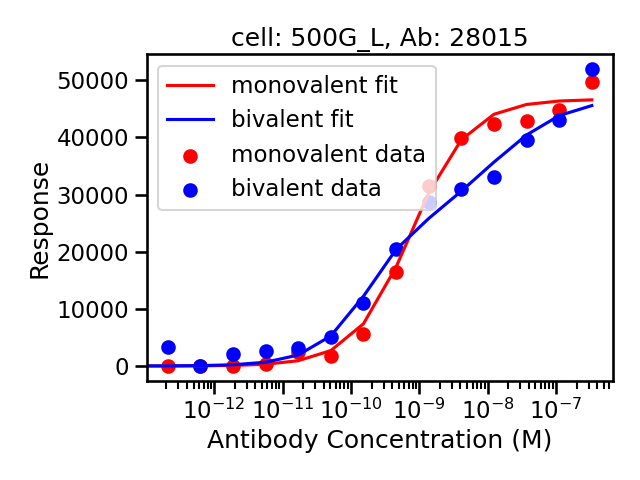 cell: 500G_L, Ab: 28015
monovalent fit
bivalent fit
monovalent data
bivalent data
Response
50000
40000
30000
20000
10000
0
10⁻¹² 10⁻¹¹ 10⁻¹⁰ 10⁻⁹ 10⁻⁸ 10⁻⁷
Antibody Concentration (M)